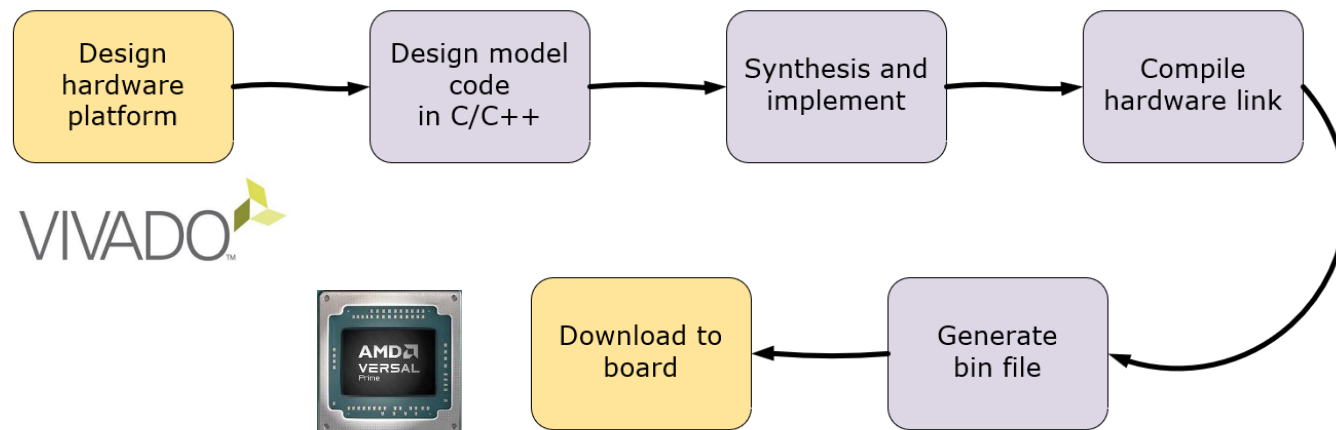 Design
hardware
platform
Design model
code
in C/C++
Synthesis and
implement
Compile
hardware link
VIVADO™
AMD
VERSAL
Prime
Download to
board
Generate
bin file